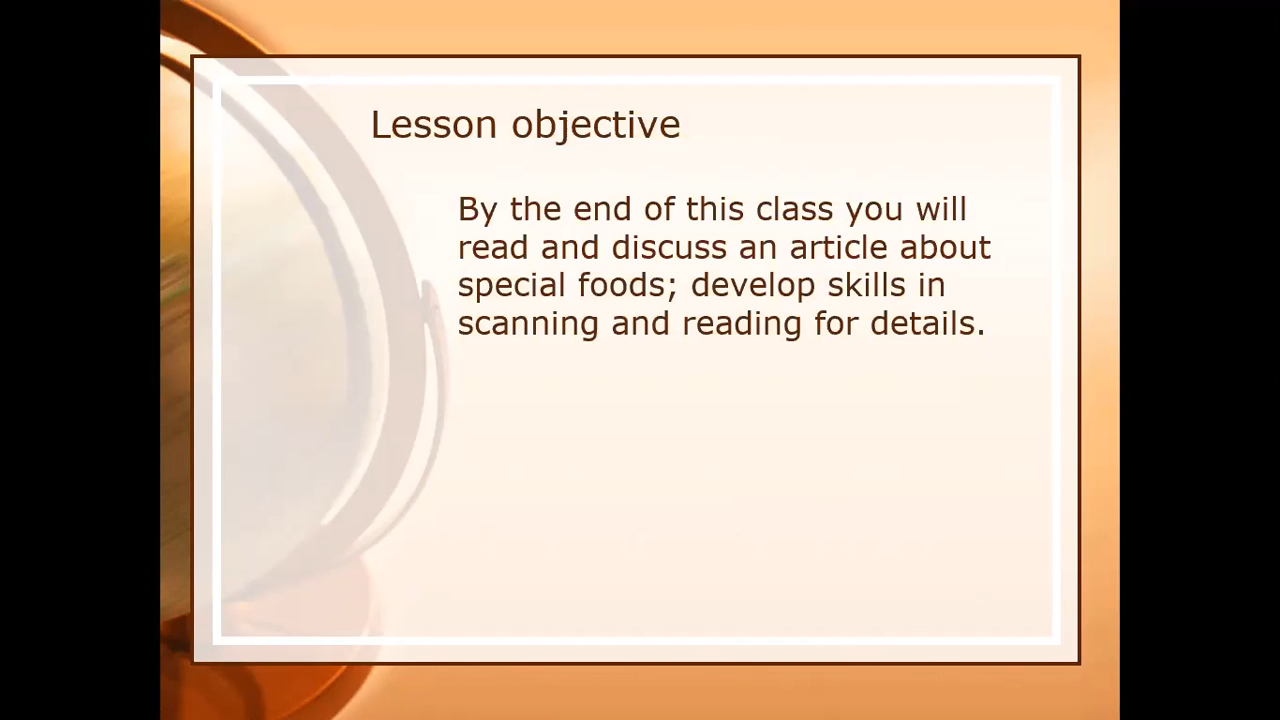 Lesson objective
By the end of this class you will
read and discuss an article about
special foods; develop skills in
scanning and reading for details.